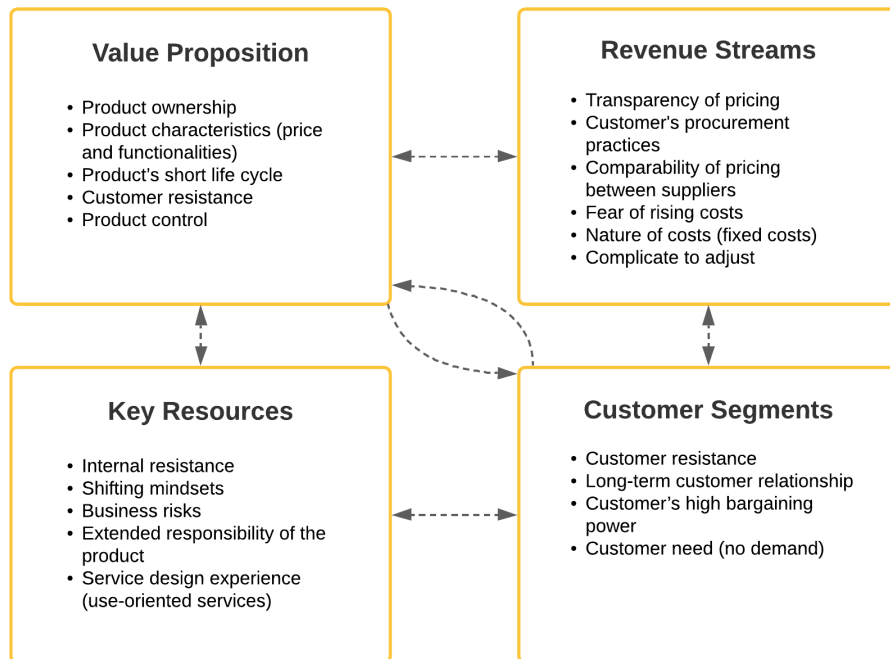 Value Proposition
• Product ownership
• Product characteristics (price
and functionalities)
• Product's short life cycle
• Customer resistance
• Product control
Revenue Streams
• Transparency of pricing
• Customer's procurement
practices
• Comparability of pricing
between suppliers
• Fear of rising costs
• Nature of costs (fixed costs)
• Complicate to adjust
Key Resources
• Internal resistance
• Shifting mindsets
• Business risks
• Extended responsibility of the
product
• Service design experience
(use-oriented services)
Customer Segments
• Customer resistance
• Long-term customer relationship
• Customer’s high bargaining
power
• Customer need (no demand)